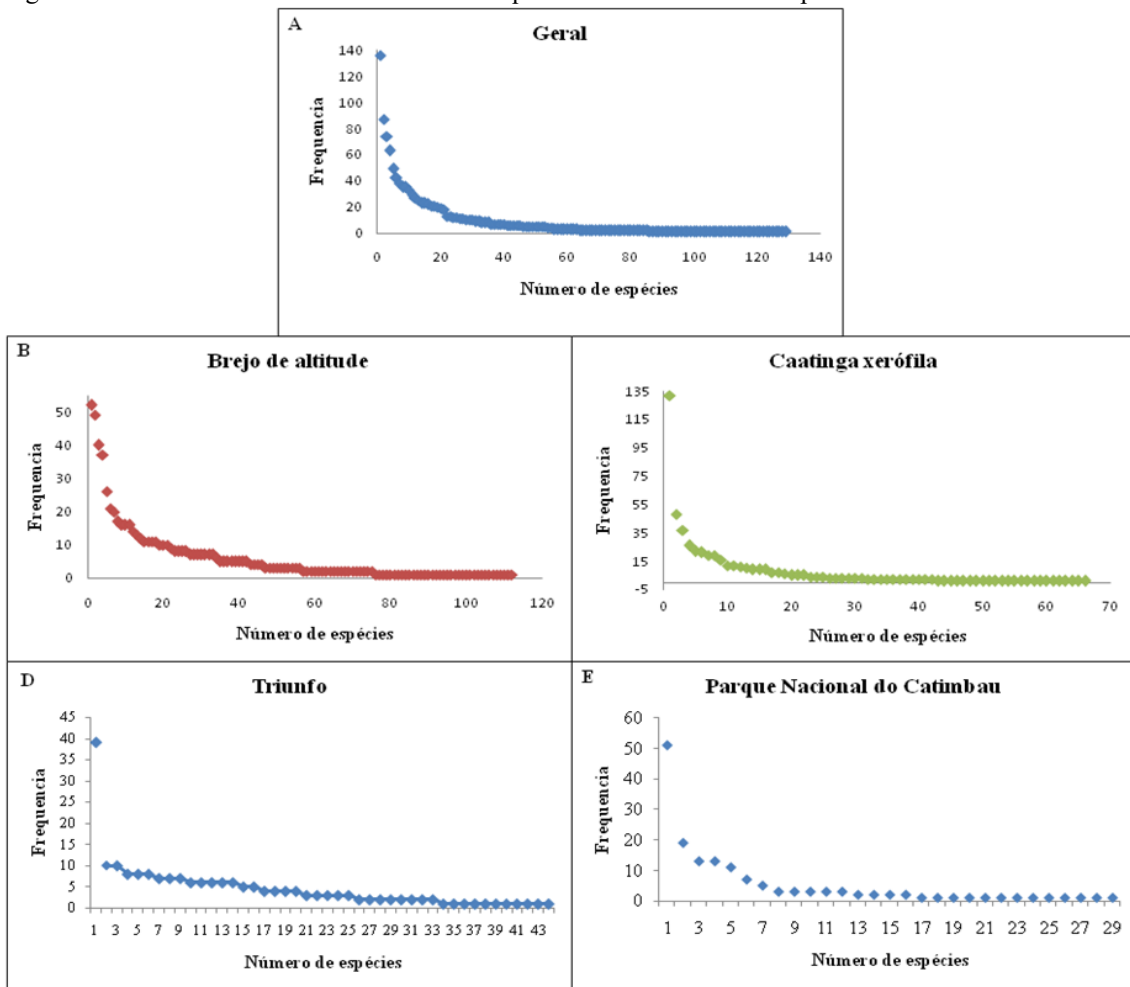 A
Geral
Frequencia
140
120
100
80
60
40
20
0
0 20 40 60 80 100 120 140
Número de espécies
B
Brejo de altitude
Frequencia
50
40
30
20
10
0
0 20 40 60 80 100 120
Número de espécies
Caatinga xerófila
Frequencia
135
115
95
75
55
35
15
-5
0 10 20 30 40 50 60 70
Número de espécies
D
Triunfo
Frequencia
45
40
35
30
25
20
15
10
5
0
1 3 5 7 9 11 13 15 17 19 21 23 25 27 29 31 33 35 37 39 41 43
Número de espécies
E
Parque Nacional do Catimbau
Frequencia
60
50
40
30
20
10
0
1 3 5 7 9 11 13 15 17 19 21 23 25 27 29
Número de espécies